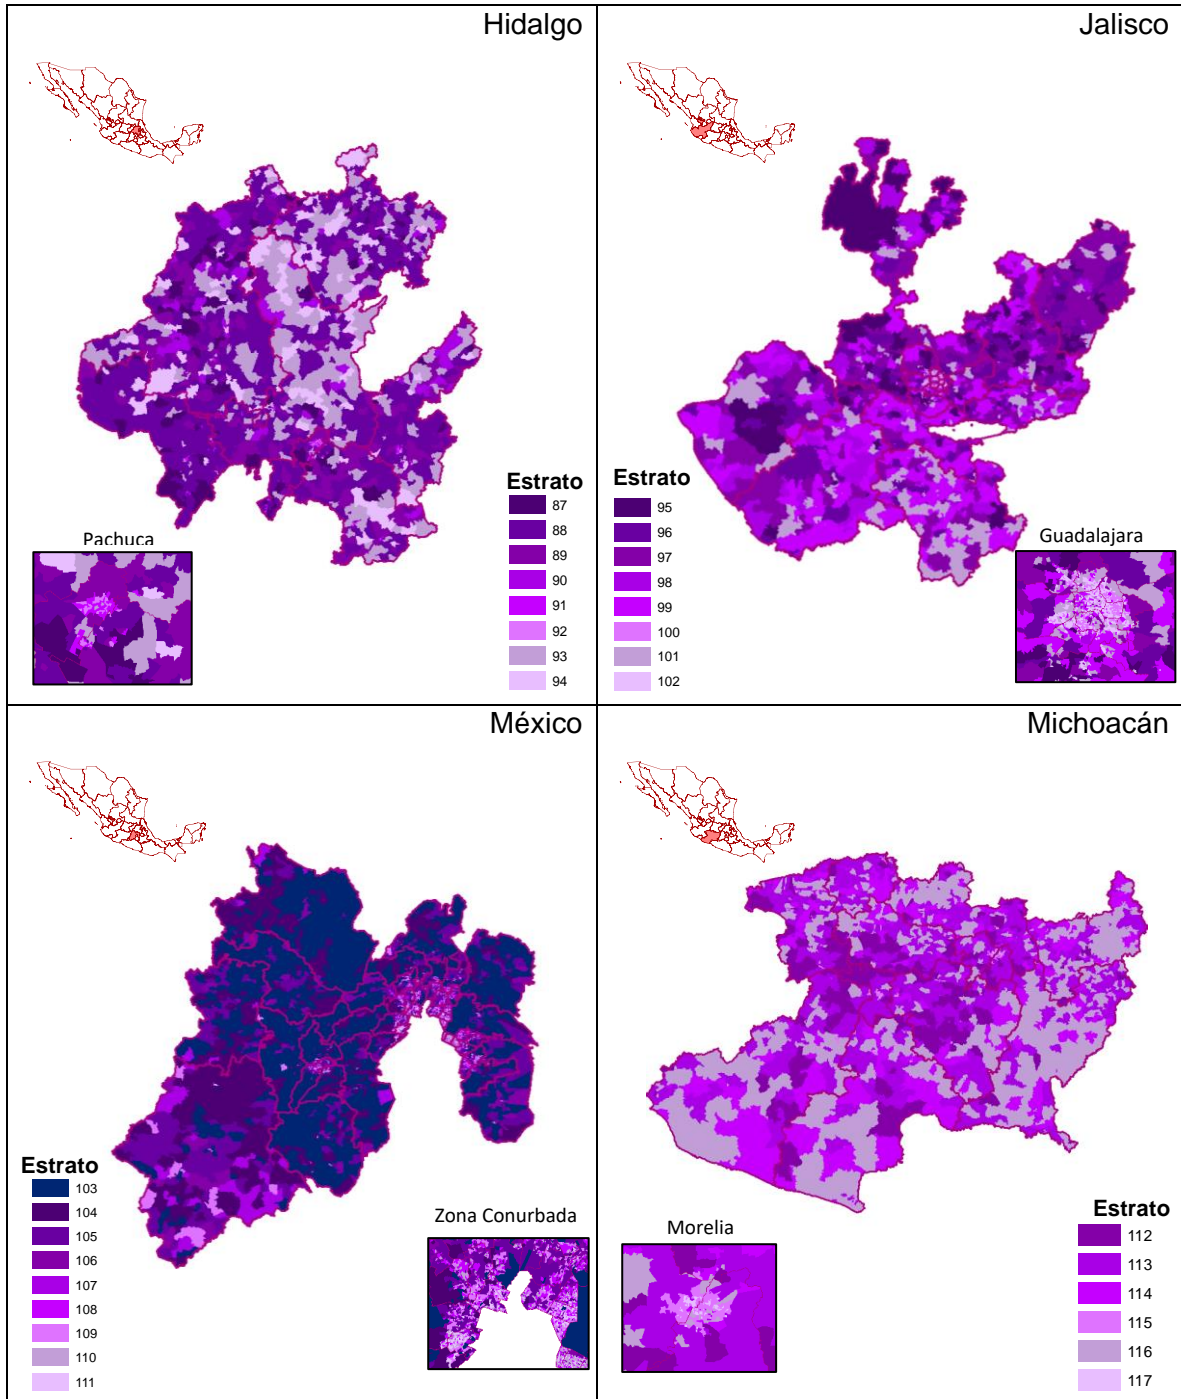 Hidalgo
Estrato
87
88
89
90
91
92
93
94
Pachuca
Jalisco
Estrato
95
96
97
98
99
100
101
102
Guadalajara
México
Estrato
103
104
105
106
107
108
109
110
111
Zona Conurbada
Michoacán
Morelia
Estrato
112
113
114
115
116
117